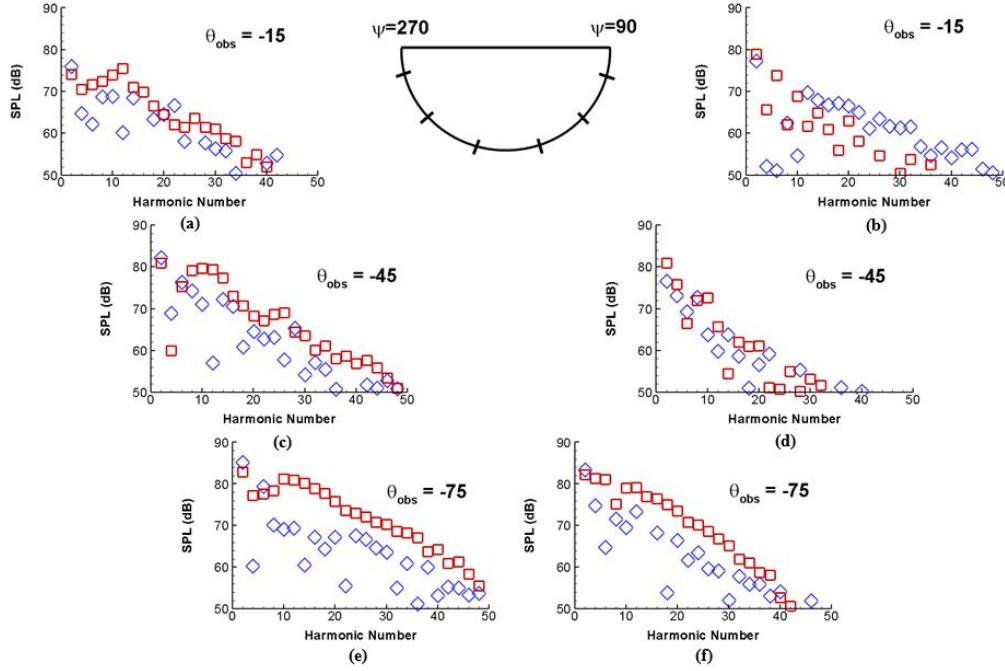 90
80
70
60
50
SPL (dB)
θobs = -15
0 10 20 30 40 50
Harmonic Number
(a)
ψ=270 ψ=90
90
80
70
60
50
SPL (dB)
θobs = -15
0 10 20 30 40 50
Harmonic Number
(b)
90
80
70
60
50
SPL (dB)
θobs = -45
0 10 20 30 40 50
Harmonic Number
(c)
90
80
70
60
50
SPL (dB)
θobs = -45
0 10 20 30 40 50
Harmonic Number
(d)
90
80
70
60
50
SPL (dB)
θobs = -75
0 10 20 30 40 50
Harmonic Number
(e)
90
80
70
60
50
SPL (dB)
θobs = -75
0 10 20 30 40 50
Harmonic Number
(f)